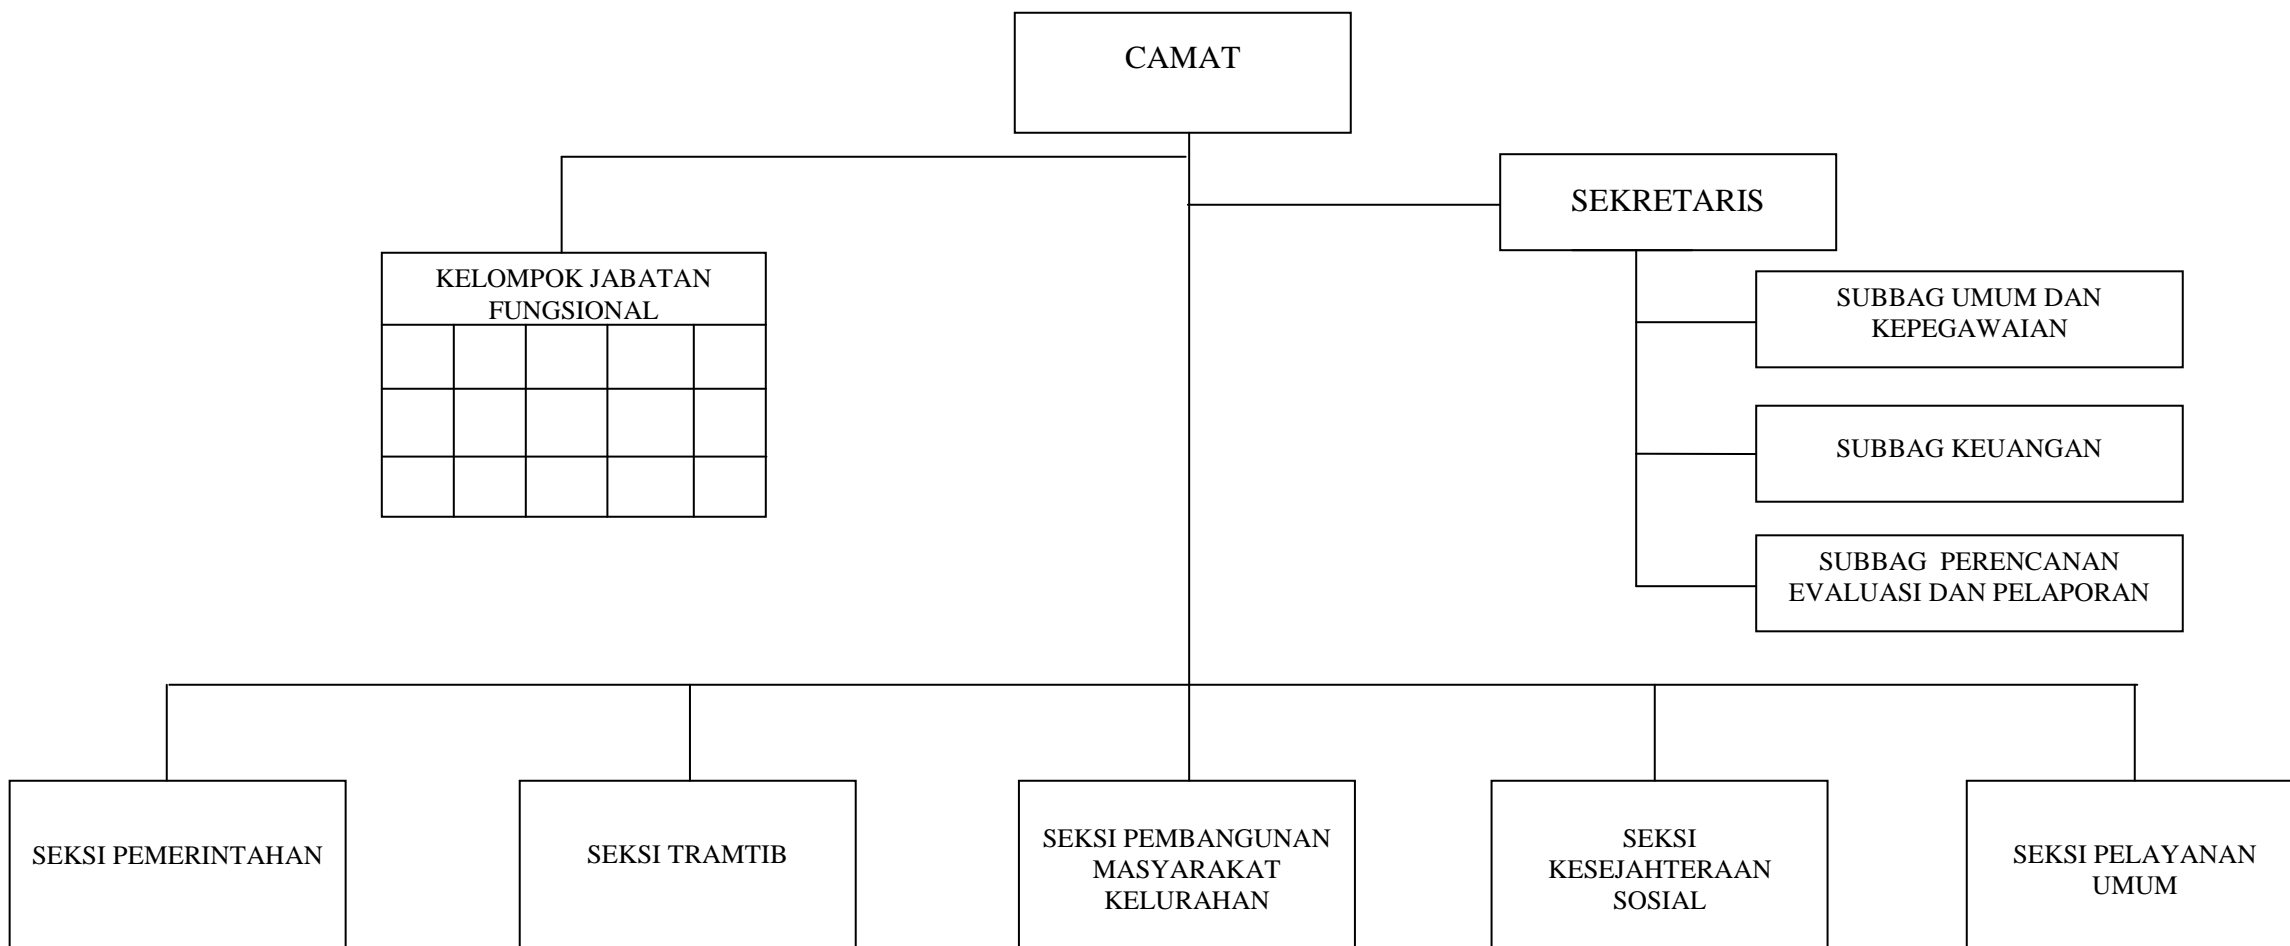 CAMAT
SEKRETARIS
KELOMPOK JABATAN
FUNGSIONAL
SUBBAG UMUM DAN
KEPEGAWAIAN
SUBBAG KEUANGAN
SUBBAG  PERENCANAN
EVALUASI DAN PELAPORAN
SEKSI PEMERINTAHAN
SEKSI TRAMTIB
SEKSI PEMBANGUNAN
MASYARAKAT
KELURAHAN
SEKSI
KESEJAHTERAAN
SOSIAL
SEKSI PELAYANAN
UMUM